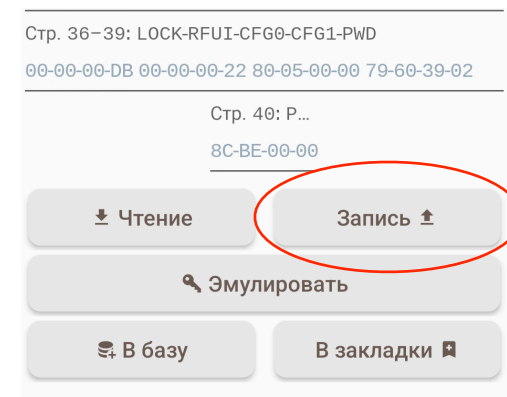 Стр. 36–39: LOCK-RFUI-CFG0-CFG1-PWD
00-00-00-DB 00-00-00-22 80-05-00-00 79-60-39-02
Стр. 40: P...
8C-BE-00-00
Чтение
Запись
Эмулировать
В базу
В закладки